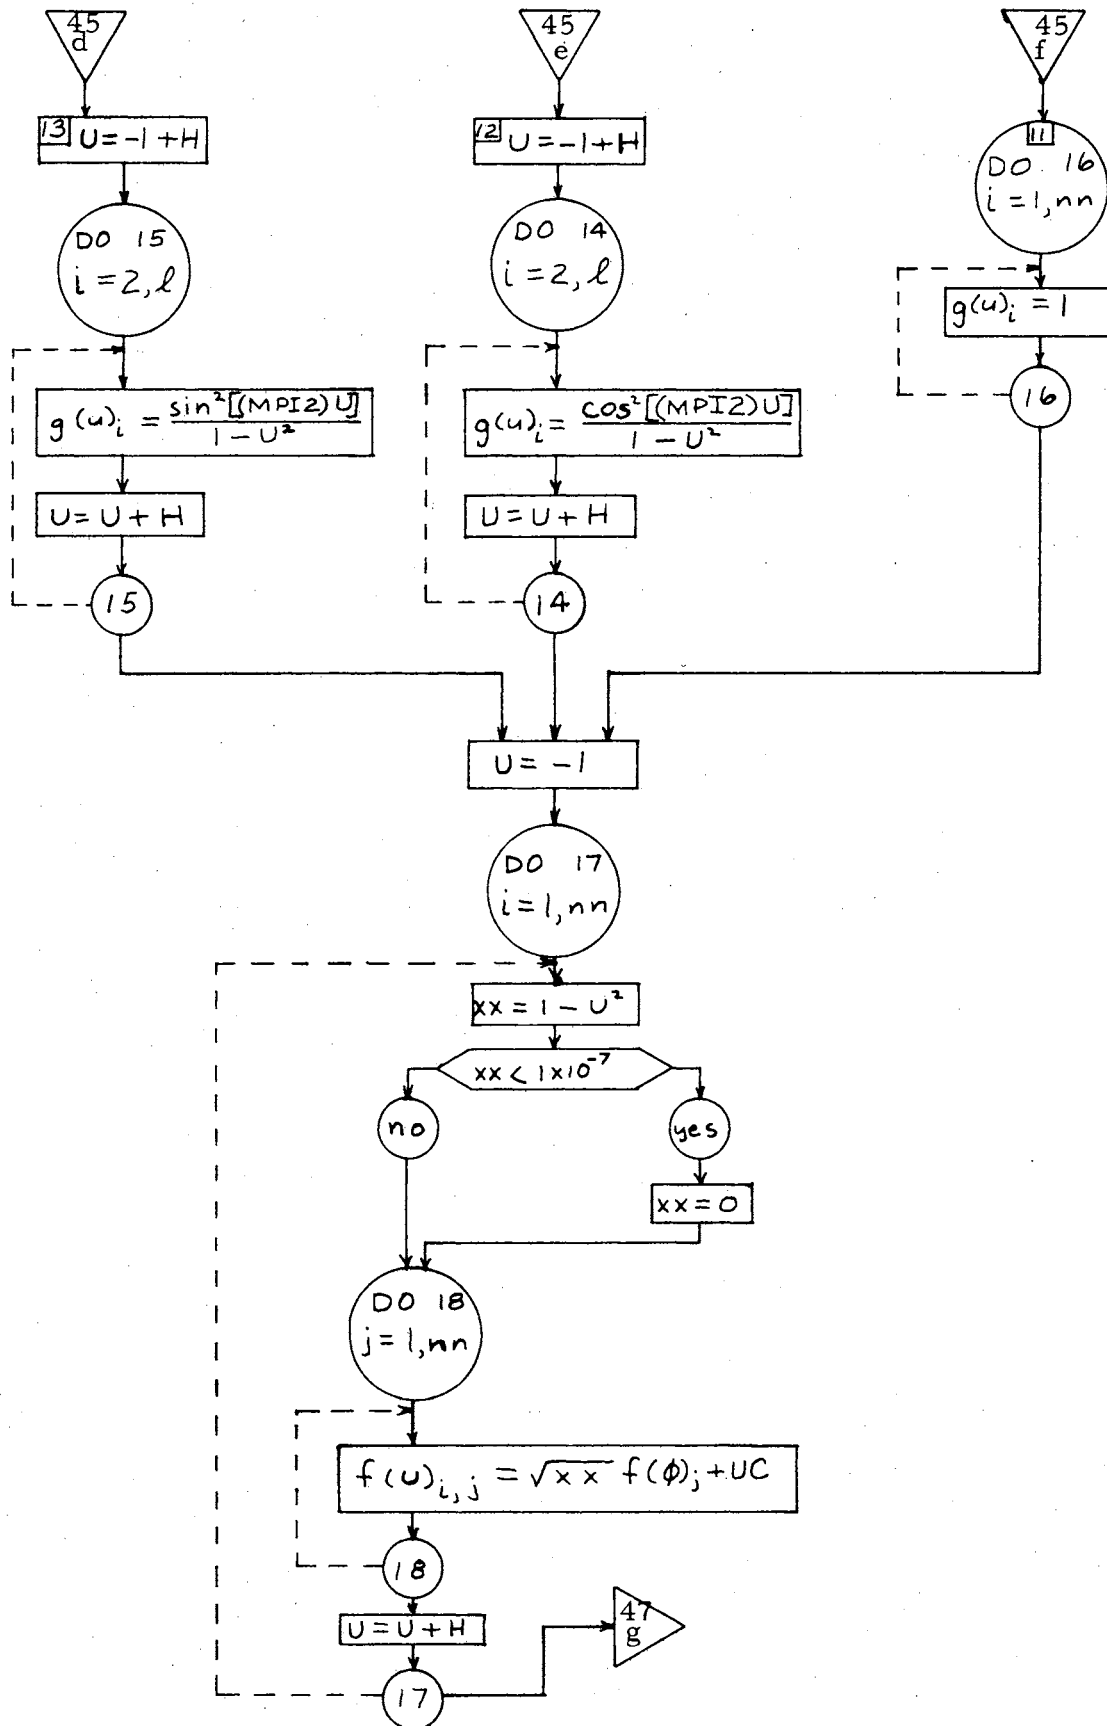 45
d
45
e
45
f
13 U = -1 + H
12 U = -1 + H
11
DO 16
i = 1, nn
DO 15
i = 2, l
DO 14
i = 2, l
g(u)i = 1
16
g(u)i = sin²[(MPI2)U] / 1 - U²
g(u)i = cos²[(MPI2)U] / 1 - U²
U = U + H
U = U + H
15
14
U = -1
DO 17
i = 1, nn
xx = 1 - U²
xx < 1x10⁻⁷
no
yes
xx = 0
DO 18
j = 1, nn
f(U)i,j = √xx f(φ)j + UC
18
U = U + H
47
g
17